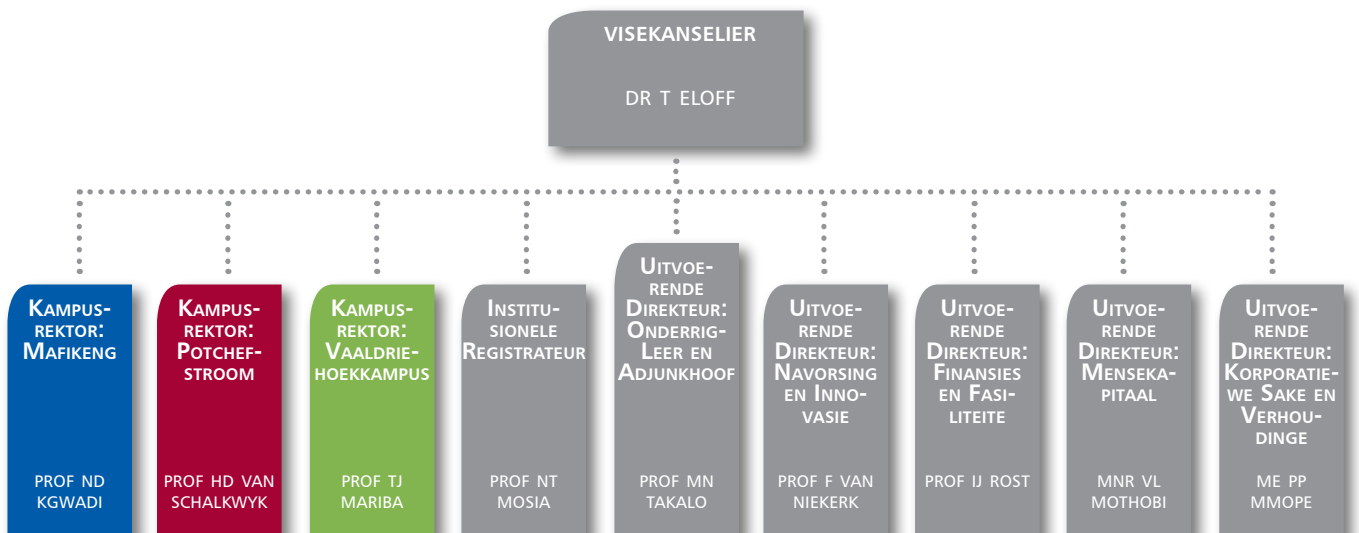 VISEKANSELIER
DR T ELOFF
KAMPUS-
REKTOR:
MAFIKENG
PROF ND
KGWADI
KAMPUS-
REKTOR:
POTCHEF-
STROOM
PROF HD VAN
SCHALKWYK
KAMPUS-
REKTOR:
VAALDRIE-
HOEKKAMPUS
PROF TJ
MARIBA
INSTITU-
SIONELE
REGISTRATEUR
PROF NT
MOSIA
UITVOE-
RENDE
DIREKTEUR:
ONDERRIG-
LEER EN
ADJUNKHOOF
PROF MN
TAKALO
UITVOE-
RENDE
DIREKTEUR:
NAVORSING
EN INNO-
VASIE
PROF F VAN
NIEKERK
UITVOE-
RENDE
DIREKTEUR:
FINANSIES
EN FASI-
LITEITE
PROF IJ ROST
UITVOE-
RENDE
DIREKTEUR:
MENSEKA-
PITAAL
MNR VL
MOTHOBI
UITVOE-
RENDE
DIREKTEUR:
KORPORATIE-
WE SAKE EN
VERHOU-
DINGE
ME PP
MMOPE